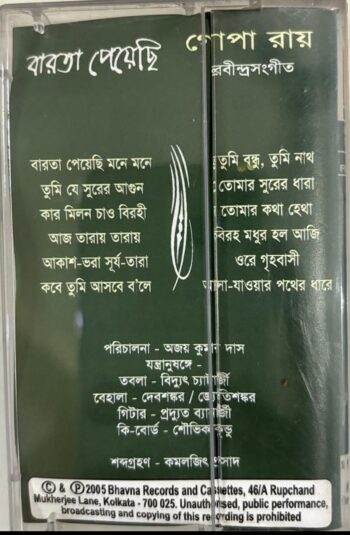 বারতা পেয়েছি
গোপা রায়
রবীন্দ্রসংগীত
বারতা পেয়েছি মনে মনে
তুমি যে সুরের আগুন
কার মিলন চাও বিরহী
আজ তারায় তারায়
আকাশ-ভরা সূর্য-তারা
কবে তুমি আসবে ব'লে
তুমি বন্ধু, তুমি নাথ
তোমার সুরের ধারা
তোমার কথা হেথা
বিরহ মধুর হল আজি
ওরে গৃহবাসী
আসা-যাওয়ার পথের ধারে
পরিচালনা - অজয় কুমার দাস
যন্ত্রানুষঙ্গে -
তবলা - বিদ্যুৎ চ্যাটার্জী
বেহালা - দেবশঙ্কর / জ্যোতিশঙ্কর
গিটার - প্রদ্যুত ব্যানার্জী
কি-বোর্ড - শৌভিক কুন্ডু
শব্দগ্রহণ - কমলজিৎ প্রসাদ
© & ℗ 2005 Bhavna Records and Cassettes, 46/A Rupchand
Mukherjee Lane, Kolkata - 700 025. Unauthorised, public performance,
broadcasting and copying of this recording is prohibited